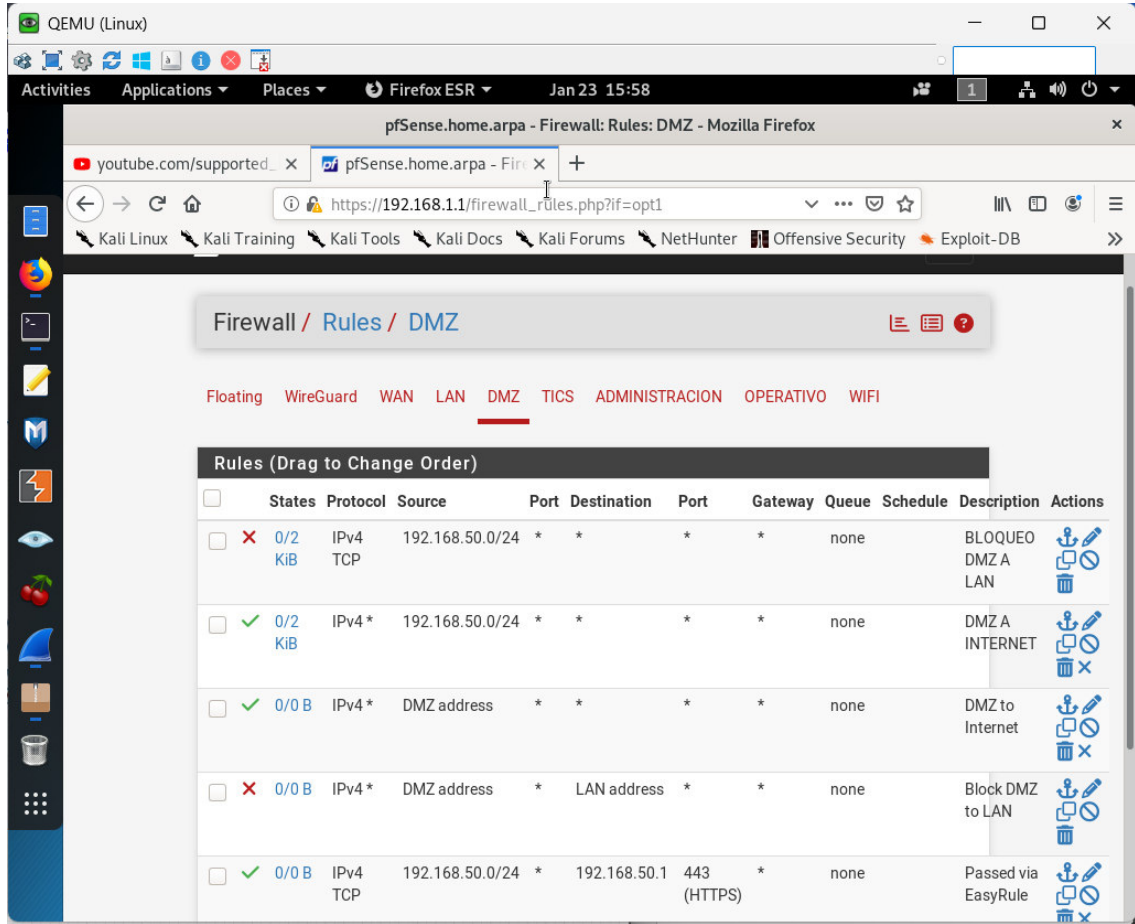 QEMU (Linux)
Activities Applications Places Firefox ESR Jan 23 15:58 1
pfSense.home.arpa - Firewall: Rules: DMZ - Mozilla Firefox
youtube.com/supported_ pfSense.home.arpa - Fire
https://192.168.1.1/firewall_rules.php?if=opt1
Kali Linux Kali Training Kali Tools Kali Docs Kali Forums NetHunter Offensive Security Exploit-DB
Firewall / Rules / DMZ
Floating WireGuard WAN LAN DMZ TICS ADMINISTRACION OPERATIVO WIFI
Rules (Drag to Change Order)
States Protocol Source Port Destination Port Gateway Queue Schedule Description Actions
0/2 IPv4 192.168.50.0/24 * * * * none BLOQUEO
KiB TCP DMZ A
LAN
0/2 IPv4 * 192.168.50.0/24 * * * * none DMZ A
KiB INTERNET
0/0 B IPv4 * DMZ address * * * * none DMZ to
Internet
0/0 B IPv4 * DMZ address * LAN address * * none Block DMZ
to LAN
0/0 B IPv4 192.168.50.0/24 * 192.168.50.1 443 * none Passed via
TCP (HTTPS) EasyRule